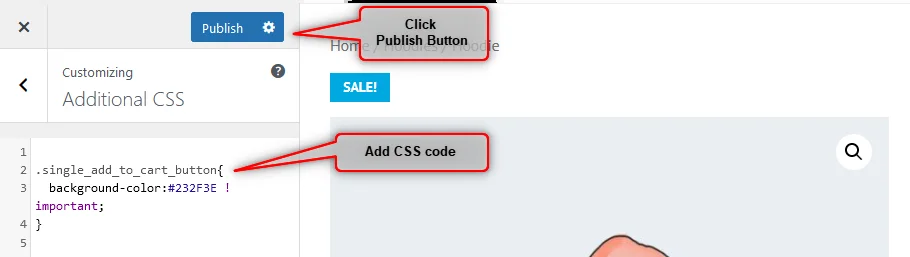 Publish
Click
Publish Button
Home / Hoodies / Hoodie
Customizing
Additional CSS
SALE!
Add CSS code
1
2 .single_add_to_cart_button{
3 background-color:#232F3E !
important;
4 }
5